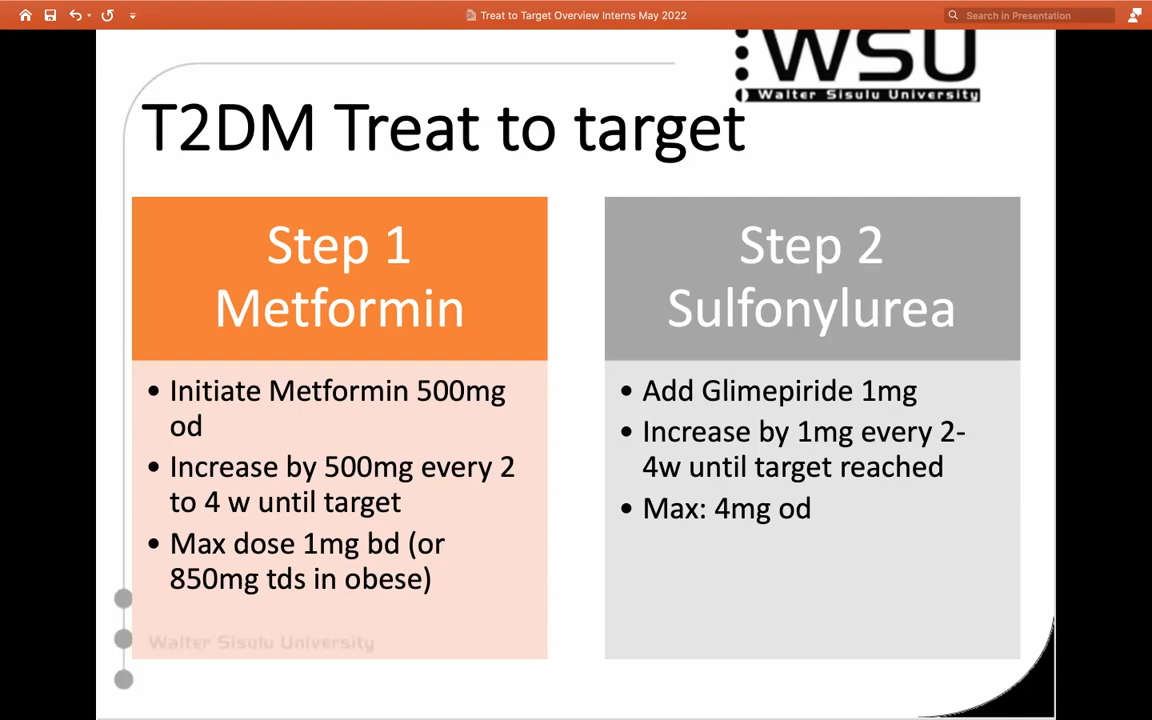 Treat to Target Overview Interns May 2022
Search in Presentation
WSU
Walter Sisulu University
T2DM Treat to target
Step 1
Metformin
• Initiate Metformin 500mg
od
• Increase by 500mg every 2
to 4 w until target
• Max dose 1mg bd (or
850mg tds in obese)
Walter Sisulu University
Step 2
Sulfonylurea
• Add Glimepiride 1mg
• Increase by 1mg every 2-
4w until target reached
• Max: 4mg od